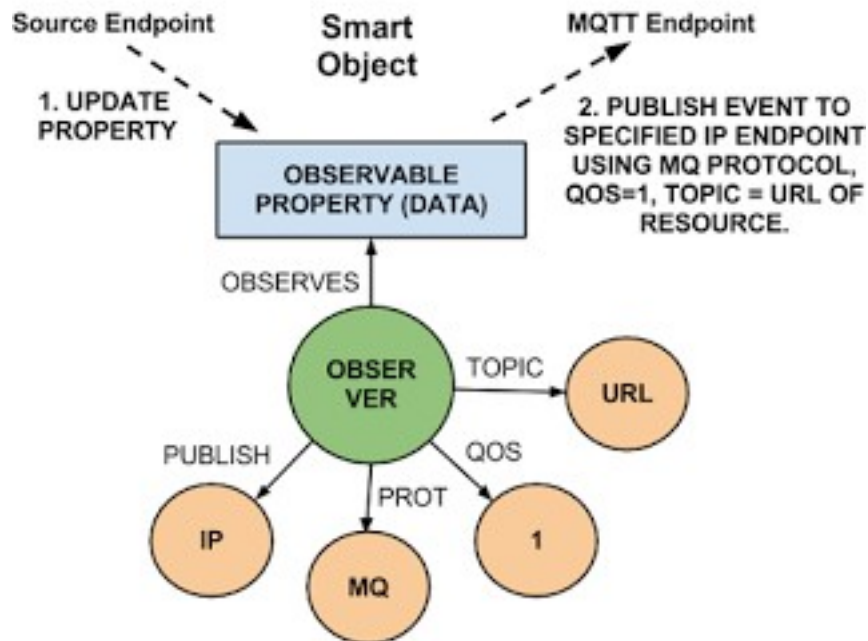 Source Endpoint
Smart
Object
MQTT Endpoint
1. UPDATE
PROPERTY
2. PUBLISH EVENT TO
SPECIFIED IP ENDPOINT
USING MQ PROTOCOL,
QOS=1, TOPIC = URL OF
RESOURCE.
OBSERVABLE
PROPERTY (DATA)
OBSERVES
OBSER
VER
TOPIC
URL
PUBLISH
QOS
PROT
IP
MQ
1